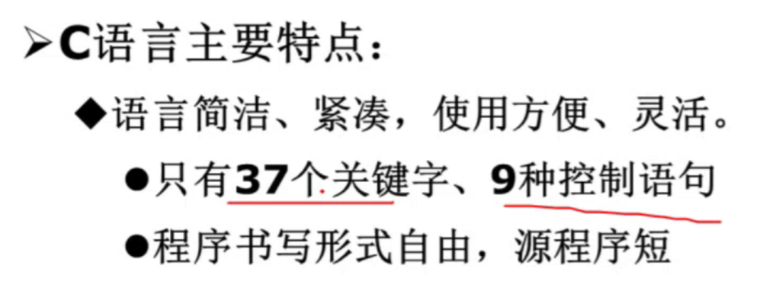 ➢C语言主要特点：
◆语言简洁、紧凑，使用方便、灵活。
●只有37个关键字、9种控制语句
●程序书写形式自由，源程序短